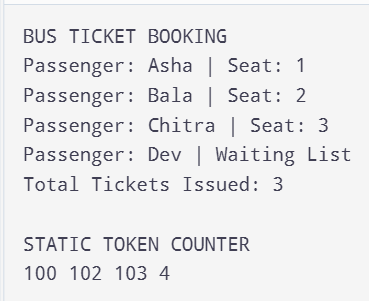 BUS TICKET BOOKING
Passenger: Asha | Seat: 1
Passenger: Bala | Seat: 2
Passenger: Chitra | Seat: 3
Passenger: Dev | Waiting List
Total Tickets Issued: 3

STATIC TOKEN COUNTER
100 102 103 4